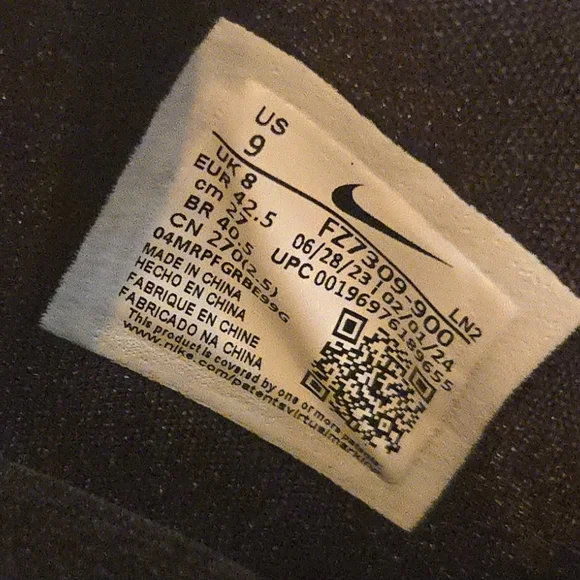 US
9
UK 8
EUR 42.5
cm 27
BR 40.5
CN 270(2.5)
04MRPFGRBE99G
MADE IN CHINA
HECHO EN CHINA
FABRIQUE EN CHINE
FABRICADO NA CHINA
This product is covered by one or more
www.nike.com/patents
FZ7309-900
LN2
06/28/23 | 02/01/24
UPC